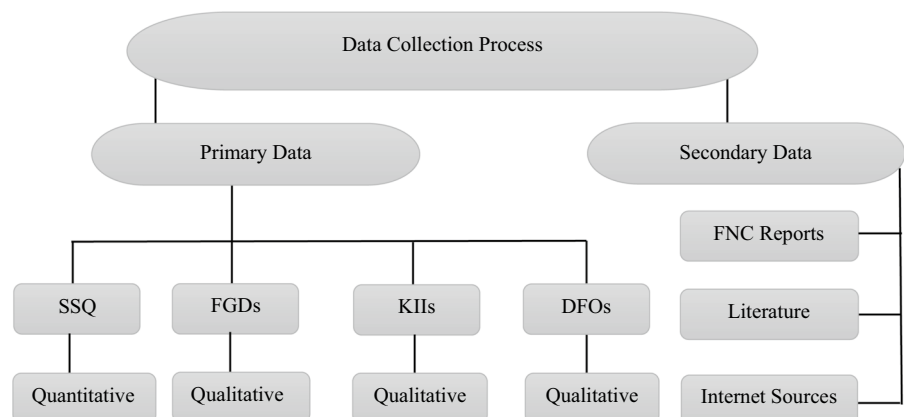 Data Collection Process
Primary Data
Secondary Data
FNC Reports
SSQ
FGDs
KIIs
DFOs
Literature
Quantitative
Qualitative
Qualitative
Qualitative
Internet Sources